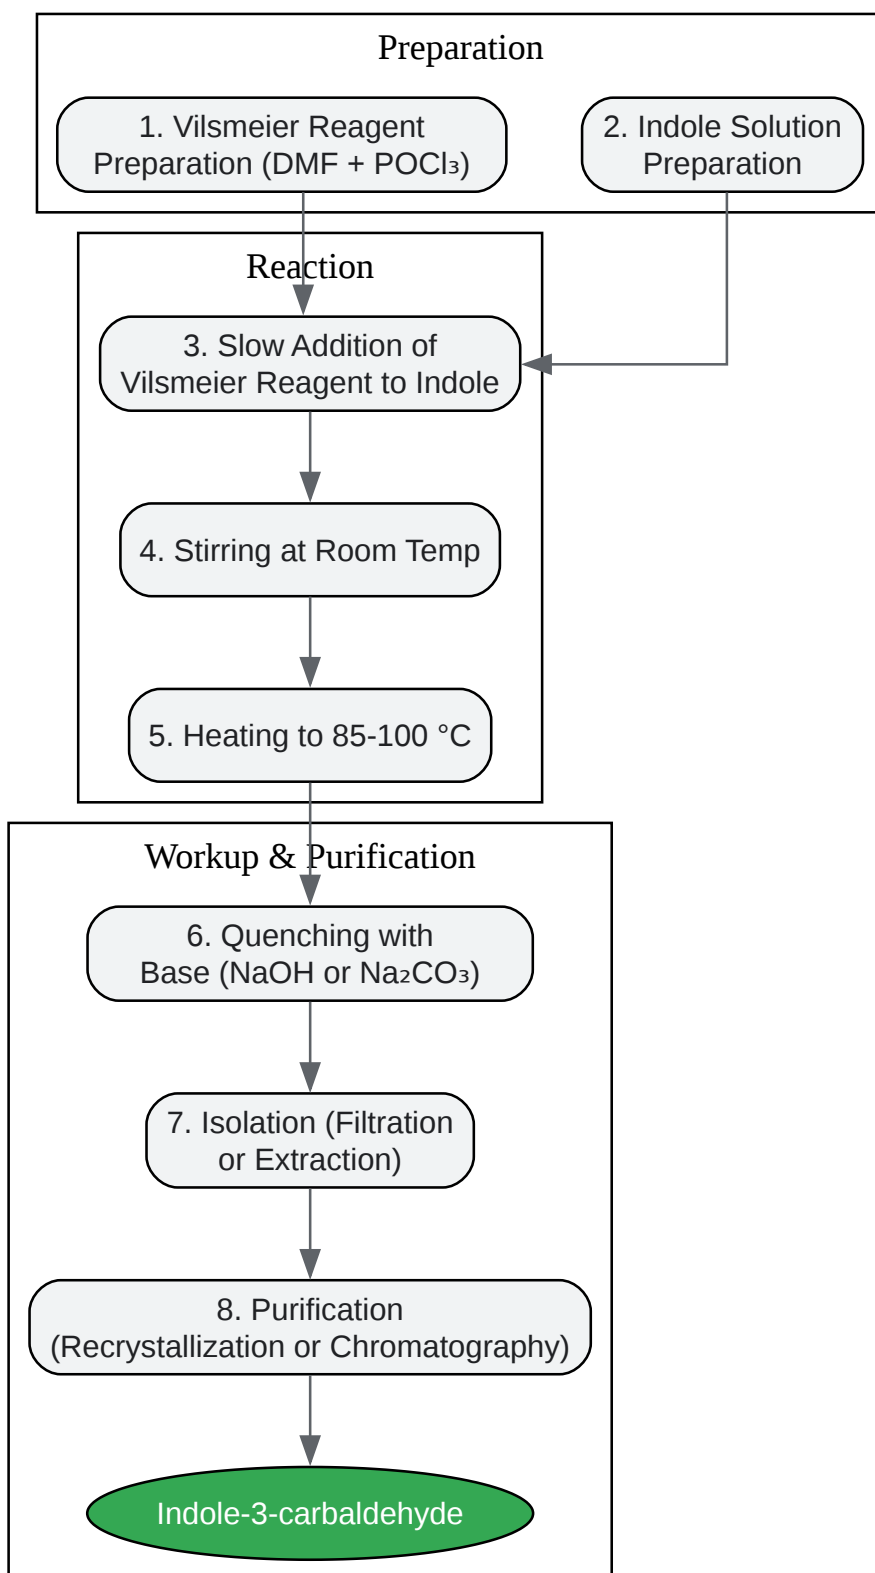 Preparation
1. Vilsmeier Reagent
Preparation (DMF + POCl₃)
2. Indole Solution
Preparation
Reaction
3. Slow Addition of
Vilsmeier Reagent to Indole
4. Stirring at Room Temp
5. Heating to 85-100 °C
Workup & Purification
6. Quenching with
Base (NaOH or Na₂CO₃)
7. Isolation (Filtration
or Extraction)
8. Purification
(Recrystallization or Chromatography)
Indole-3-carbaldehyde